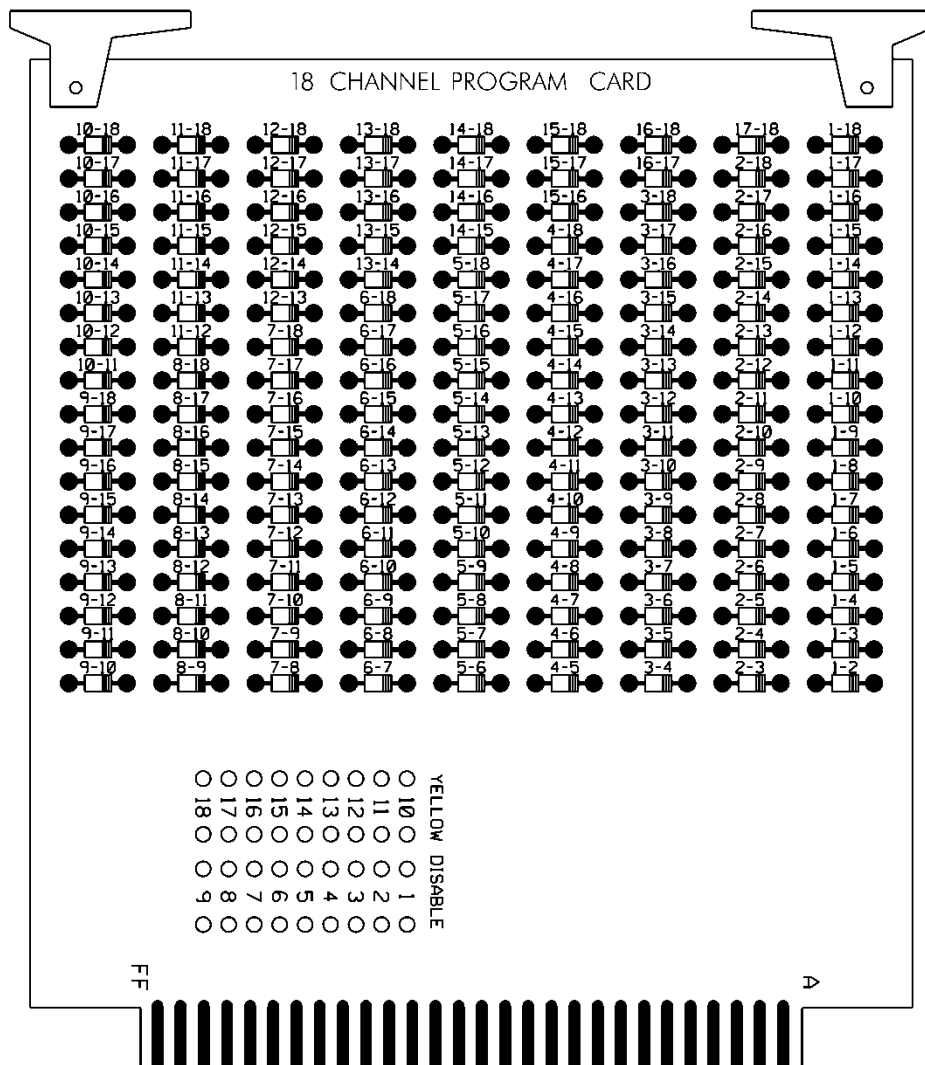 18 CHANNEL PROGRAM CARD
10-18 11-18 12-18 13-18 14-18 15-18 16-18 17-18 1-18
10-17 11-17 12-17 13-17 14-17 15-17 16-17 2-18 1-17
10-16 11-16 12-16 13-16 14-16 15-16 3-18 2-17 1-16
10-15 11-15 12-15 13-15 14-15 4-18 3-17 2-16 1-15
10-14 11-14 12-14 13-14 5-18 4-17 3-16 2-15 1-14
10-13 11-13 12-13 6-18 5-17 4-16 3-15 2-14 1-13
10-12 11-12 7-18 6-17 5-16 4-15 3-14 2-13 1-12
10-11 8-18 7-17 6-16 5-15 4-14 3-13 2-12 1-11
9-18 8-17 7-16 6-15 5-14 4-13 3-12 2-11 1-10
9-17 8-16 7-15 6-14 5-13 4-12 3-11 2-10 1-9
9-16 8-15 7-14 6-13 5-12 4-11 3-10 2-9 1-8
9-15 8-14 7-13 6-12 5-11 4-10 3-9 2-8 1-7
9-14 8-13 7-12 6-11 5-10 4-9 3-8 2-7 1-6
9-13 8-12 7-11 6-10 5-9 4-8 3-7 2-6 1-5
9-12 8-11 7-10 6-9 5-8 4-7 3-6 2-5 1-4
9-11 8-10 7-9 6-8 5-7 4-6 3-5 2-4 1-3
9-10 8-9 7-8 6-7 5-6 4-5 3-4 2-3 1-2
YELLOW DISABLE
10 1
11 2
12 3
13 4
14 5
15 6
16 7
17 8
18 9
FF
A